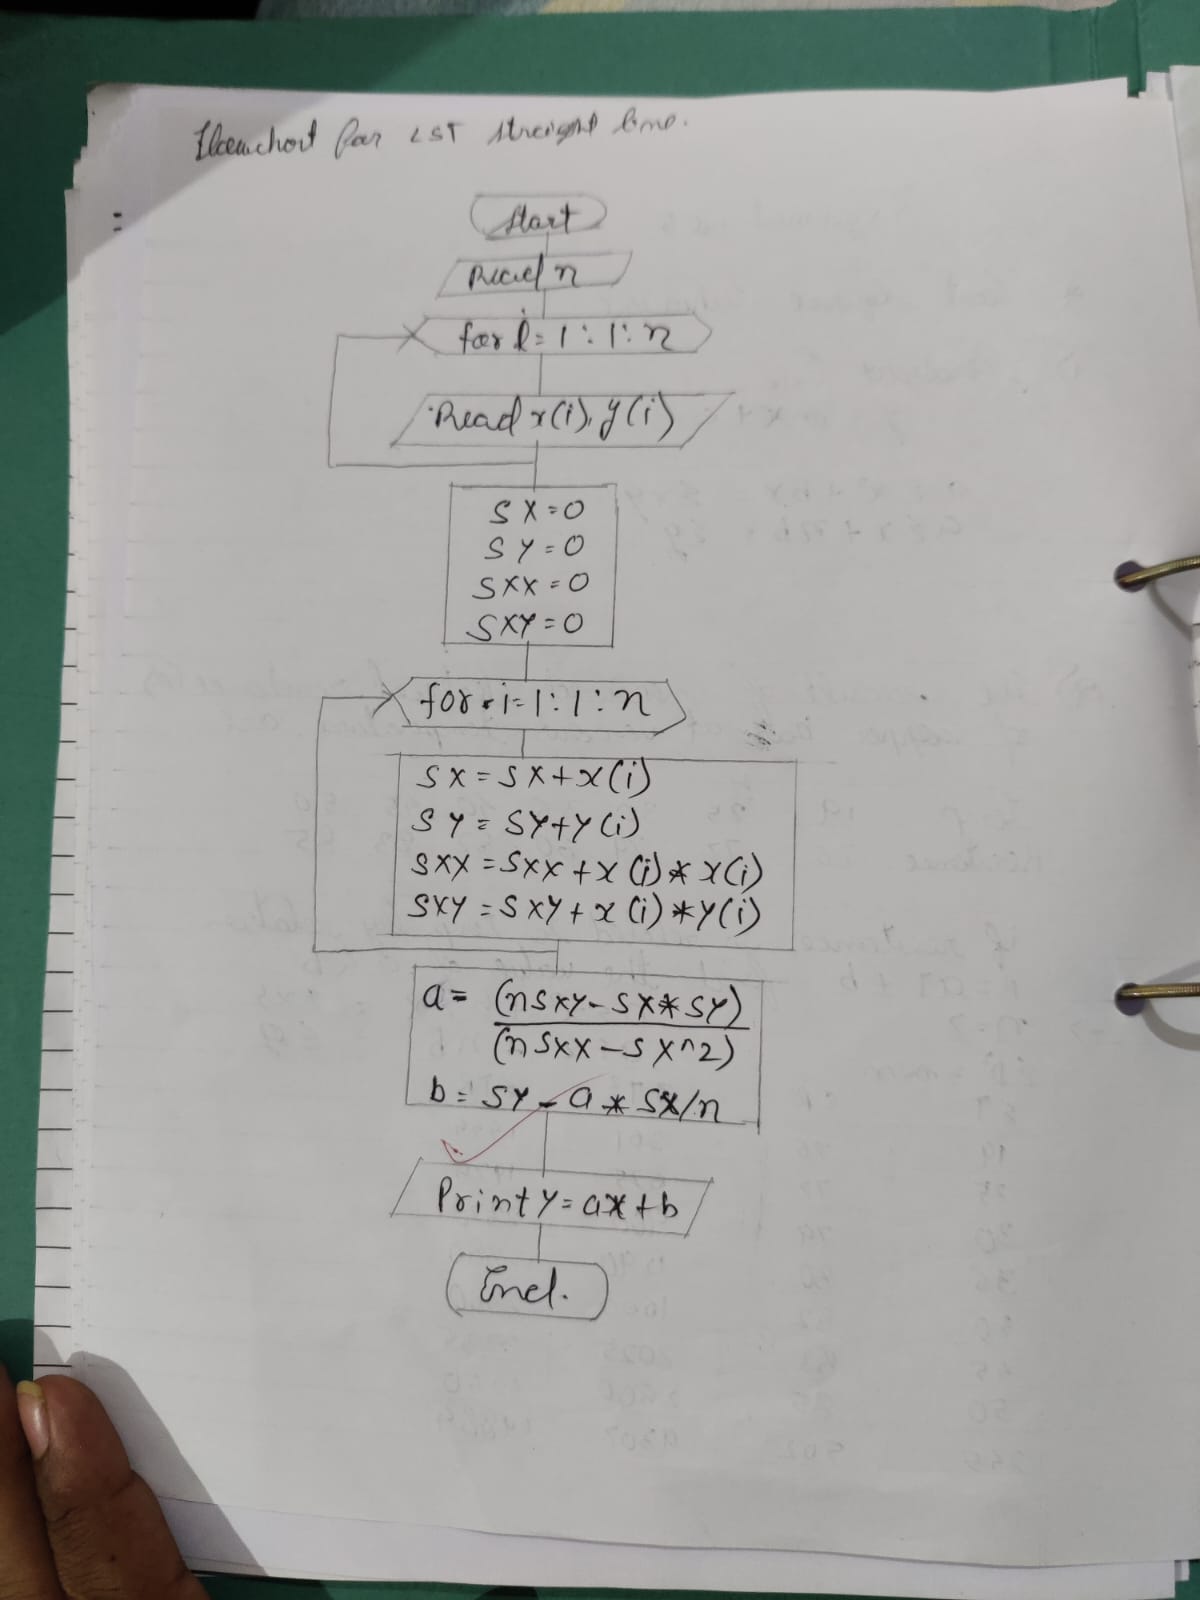 Flowchart for LST streight line.
Start
Read n
for i = 1 : 1 : n
Read x(i), y(i)
SX = 0
SY = 0
SXX = 0
SXY = 0
for i = 1 : 1 : n
SX = SX + x(i)
SY = SY + Y(i)
SXX = SXX + X(i) * X(i)
SXY = SXY + x(i) * Y(i)
a = (nSXY - SX * SY)
(nSXX - SX^2)
b = SY - a * SX/n
Print Y = ax + b
End.